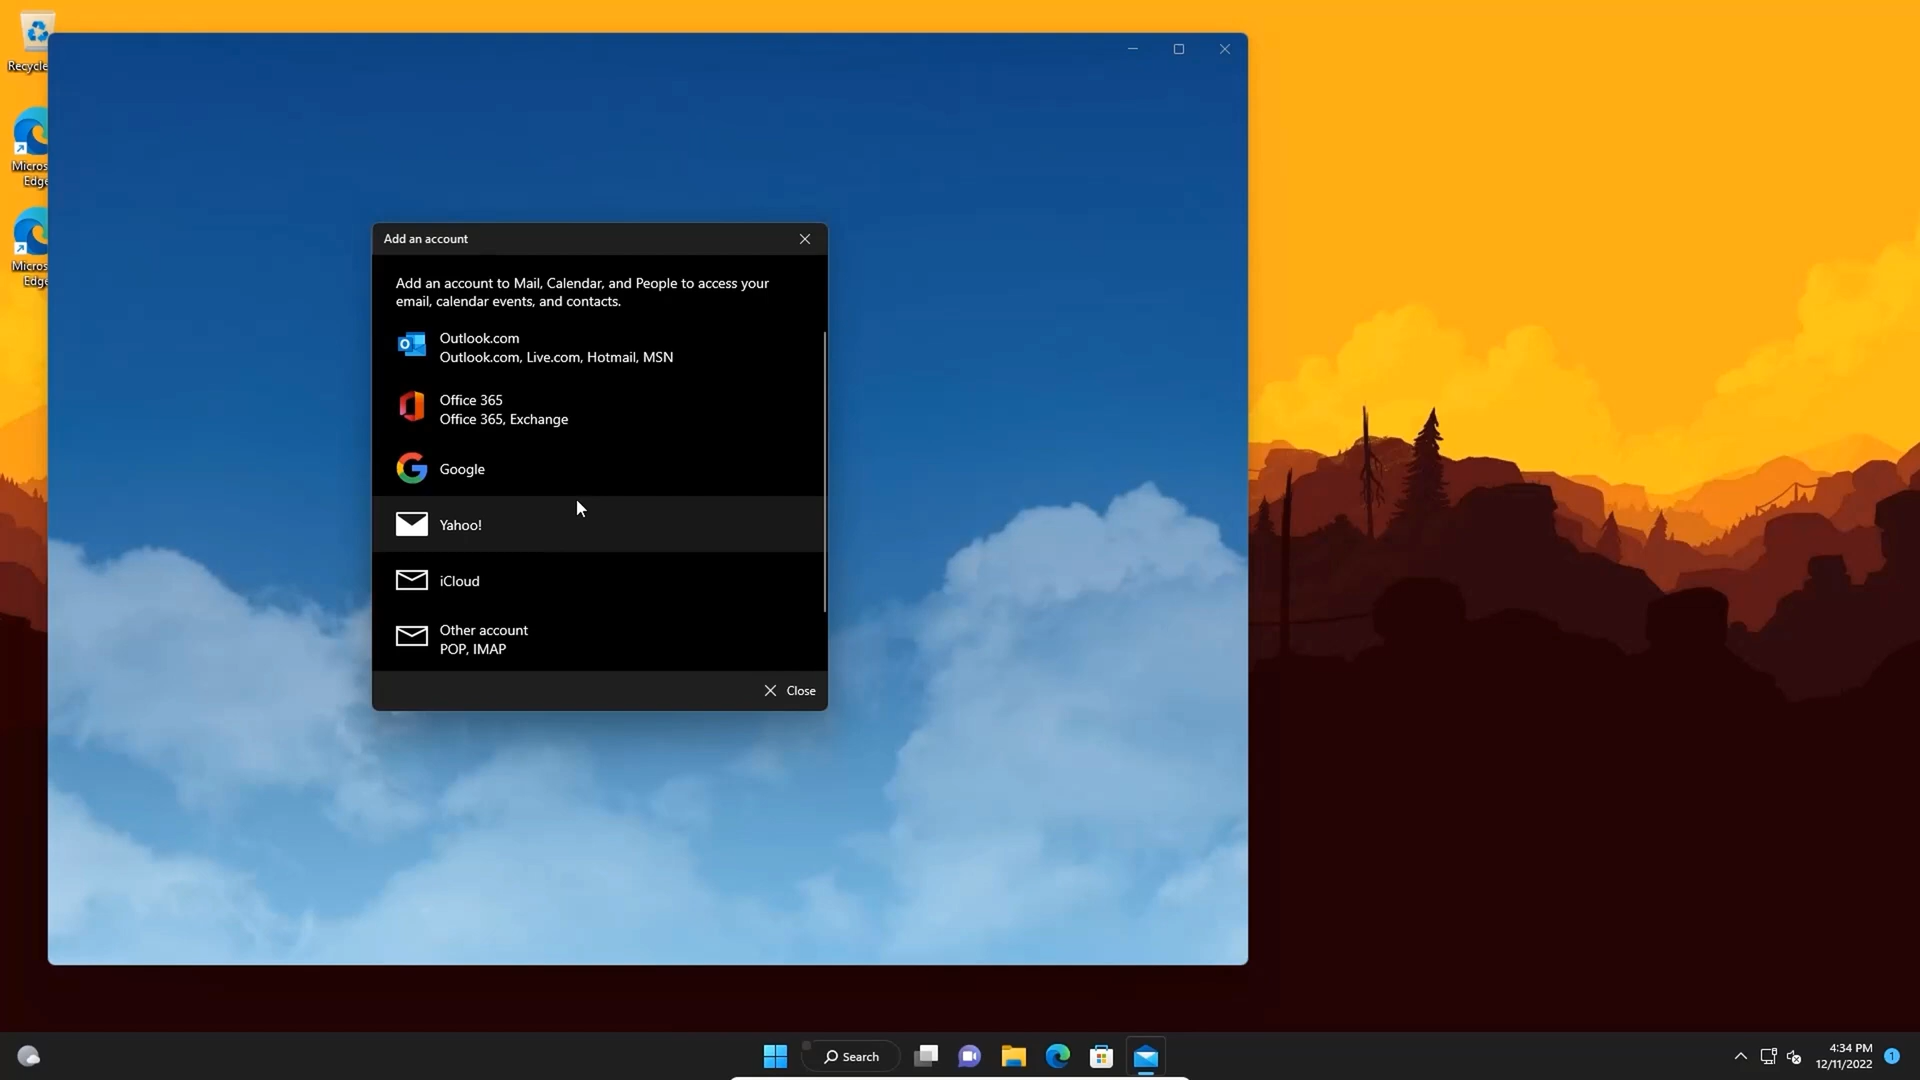 Recycle
Micros
Edge
Micros
Edge
Add an account
Add an account to Mail, Calendar, and People to access your
email, calendar events, and contacts.
Outlook.com
Outlook.com, Live.com, Hotmail, MSN
Office 365
Office 365, Exchange
Google
Yahoo!
iCloud
Other account
POP, IMAP
Close
Search
4:34 PM
12/11/2022
1